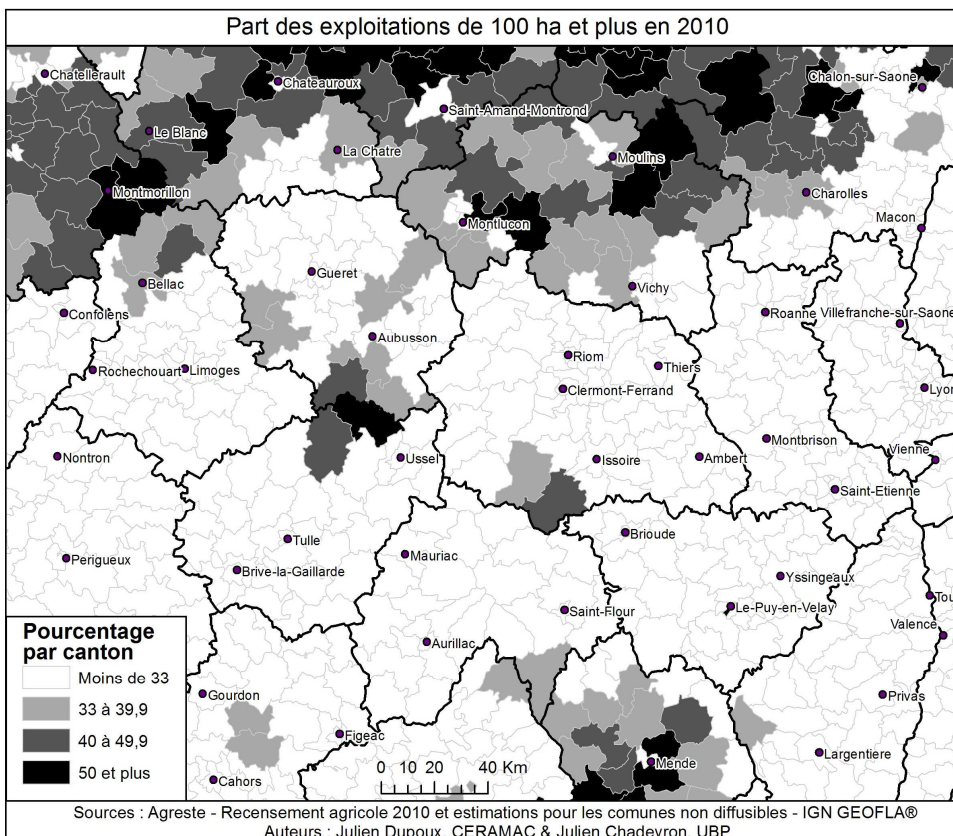 Part des exploitations de 100 ha et plus en 2010
Chatellerault
Chateauroux
Chalon-sur-Saone
Saint-Amand-Montrond
Le Blanc
La Chatre
Moulins
Montmorillon
Charolles
Montlucon
Macon
Gueret
Bellac
Vichy
Confolens
Roanne
Villefranche-sur-Saone
Aubusson
Riom
Rochechouart
Limoges
Thiers
Clermont-Ferrand
Lyon
Montbrison
Nontron
Ussel
Issoire
Ambert
Vienne
Saint-Etienne
Brioude
Tulle
Perigueux
Mauriac
Brive-la-Gaillarde
Yssingeaux
Tou
Saint-Flour
Le-Puy-en-Velay
Valence
Aurillac
Gourdon
Privas
Figeac
Mende
Largentiere
Cahors
Pourcentage
par canton
Moins de 33
33 à 39,9
40 à 49,9
50 et plus
0 10 20 40 Km
Sources : Agreste - Recensement agricole 2010 et estimations pour les comunes non diffusibles - IGN GEOFLA®
Auteurs : Julien Dupoux, CERAMAC & Julien Chadeyron, UBP